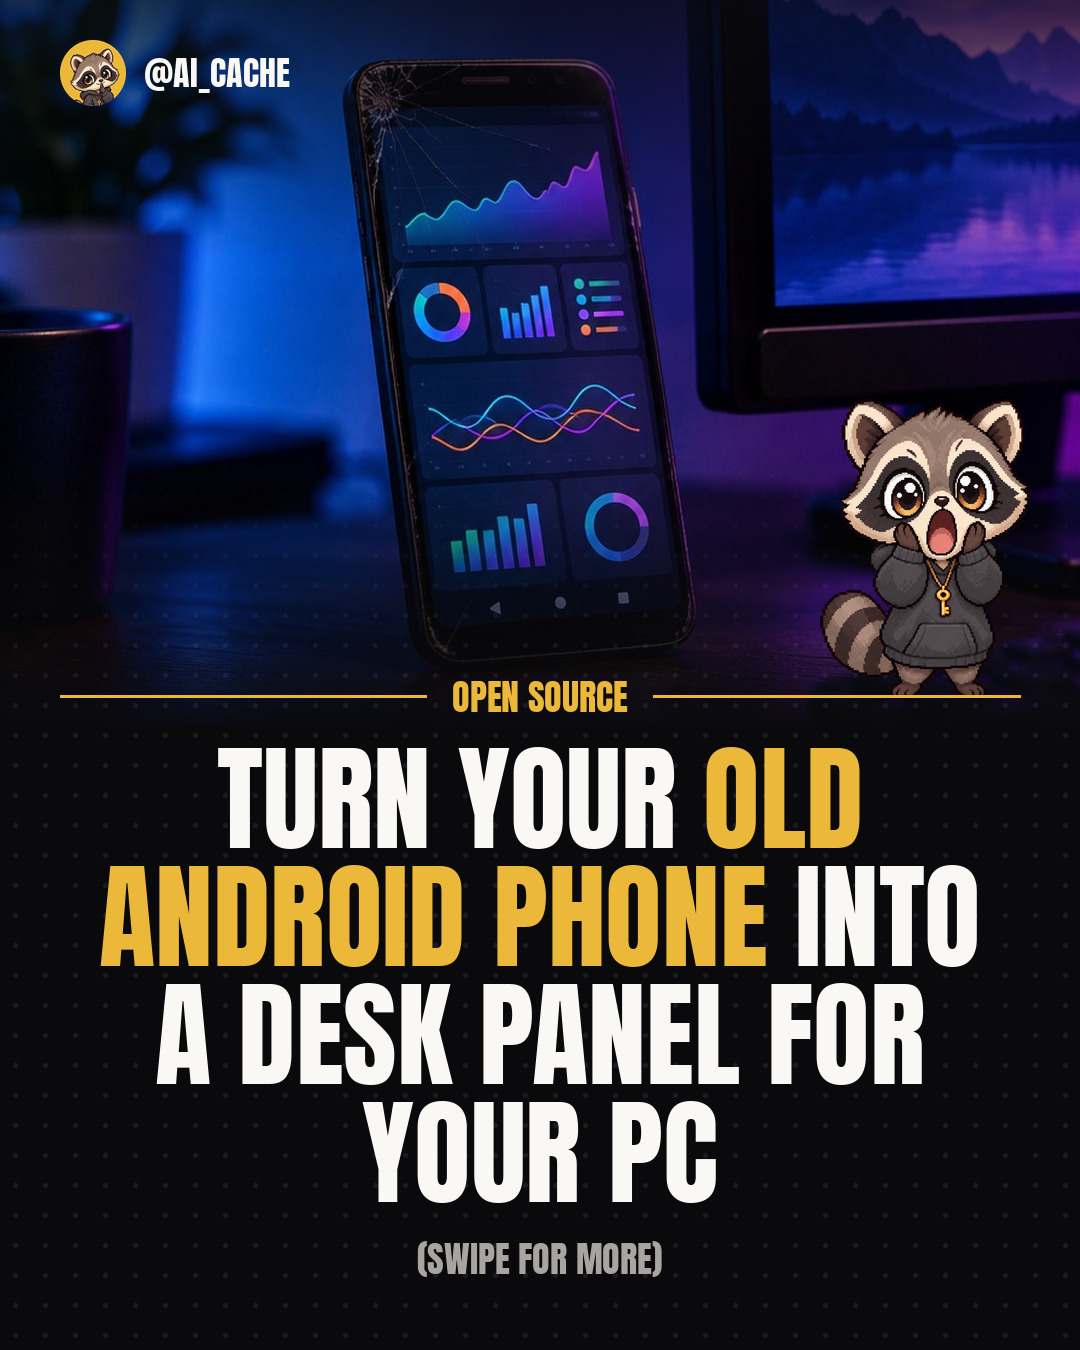 @AI_CACHE
OPEN SOURCE
TURN YOUR OLD
ANDROID PHONE INTO
A DESK PANEL FOR
YOUR PC
(SWIPE FOR MORE)